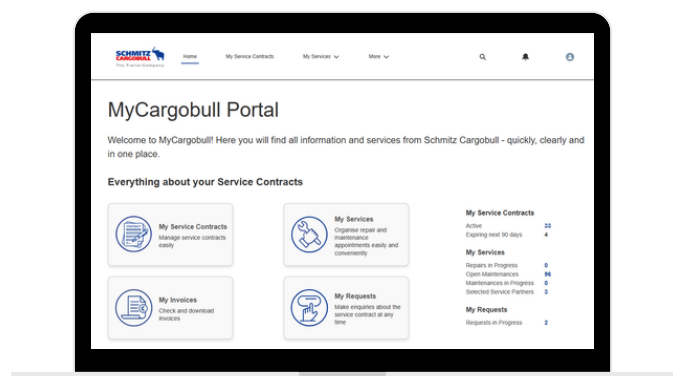 SCHMITZ
CARGOBULL
The Trailer Company.
Home
My Service Contracts
My Services
More
MyCargobull Portal
Welcome to MyCargobull! Here you will find all information and services from Schmitz Cargobull - quickly, clearly and
in one place.
Everything about your Service Contracts
My Service Contracts
Manage service contracts
easily
My Services
Organise repair and
maintenance
appointments easily and
conveniently
My Invoices
Check and download
invoices
My Requests
Make enquiries about the
service contract at any
time
My Service Contracts
Active 33
Expiring next 90 days 4
My Services
Repairs in Progress 0
Open Maintenances 96
Maintenances in Progress 0
Selected Service Partners 3
My Requests
Requests in Progress 2